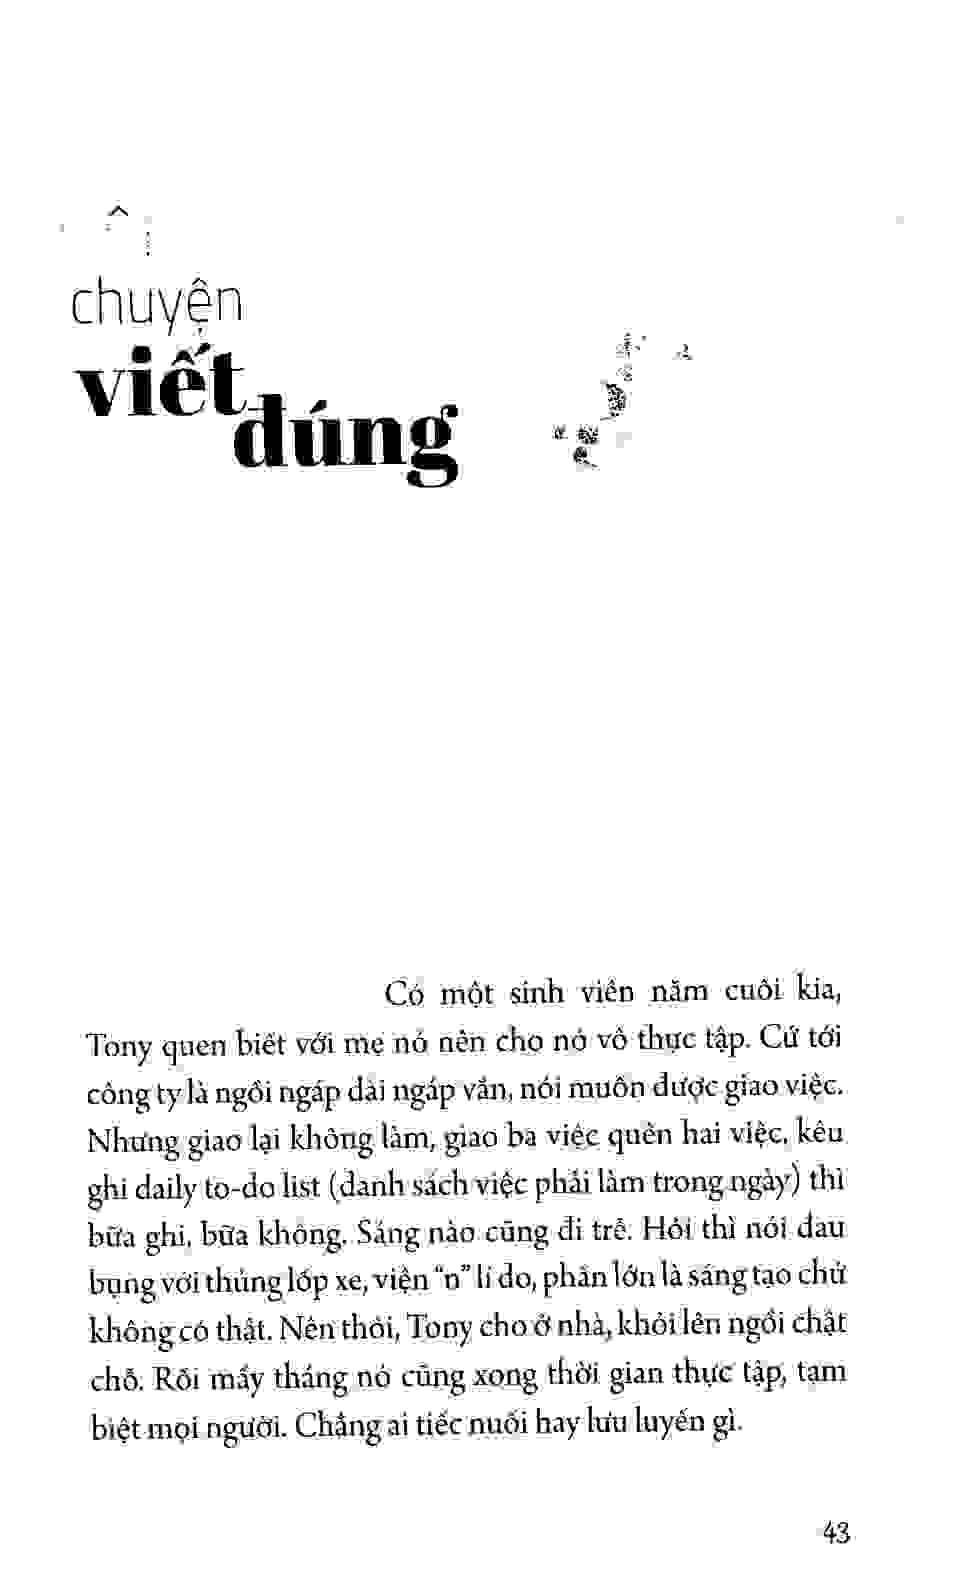 chuyện
viết
đúng
Có một sinh viên năm cuối kia,
Tony quen biết với mẹ nó nên cho nó vô thực tập. Cứ tới
công ty là ngồi ngáp dài ngáp vắn, nói muốn được giao việc.
Nhưng giao lại không làm, giao ba việc quên hai việc, kêu
ghi daily to-do list (danh sách việc phải làm trong ngày) thì
bữa ghi, bữa không. Sáng nào cũng đi trễ. Hỏi thì nói đau
bụng với thủng lốp xe, viện “n” lí do, phần lớn là sáng tạo chứ
không có thật. Nên thôi, Tony cho ở nhà, khỏi lên ngồi chật
chỗ. Rồi mấy tháng nó cũng xong thời gian thực tập, tạm
biệt mọi người. Chẳng ai tiếc nuối hay lưu luyến gì.
43